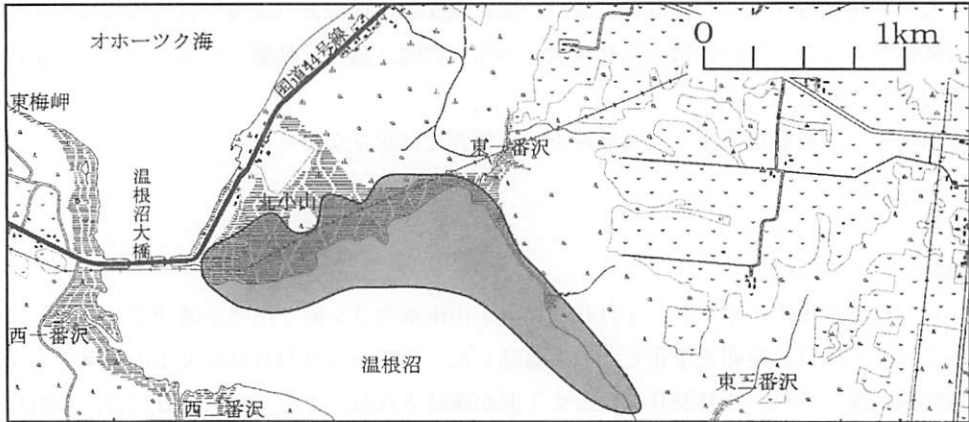 オホーツク海
国道44号線
0 1km
東梅岬
東一番沢
温根沼大橋
丸小山
西一番沢
温根沼
東二番沢
西二番沢